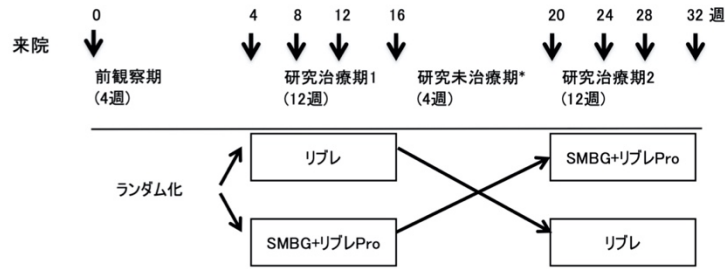 0 4 8 12 16 20 24 28 32 週
来院
前観察期 研究治療期1 研究未治療期* 研究治療期2
(4週) (12週) (4週) (12週)
リブレ SMBG+リブレPro
ランダム化
SMBG+リブレPro リブレ